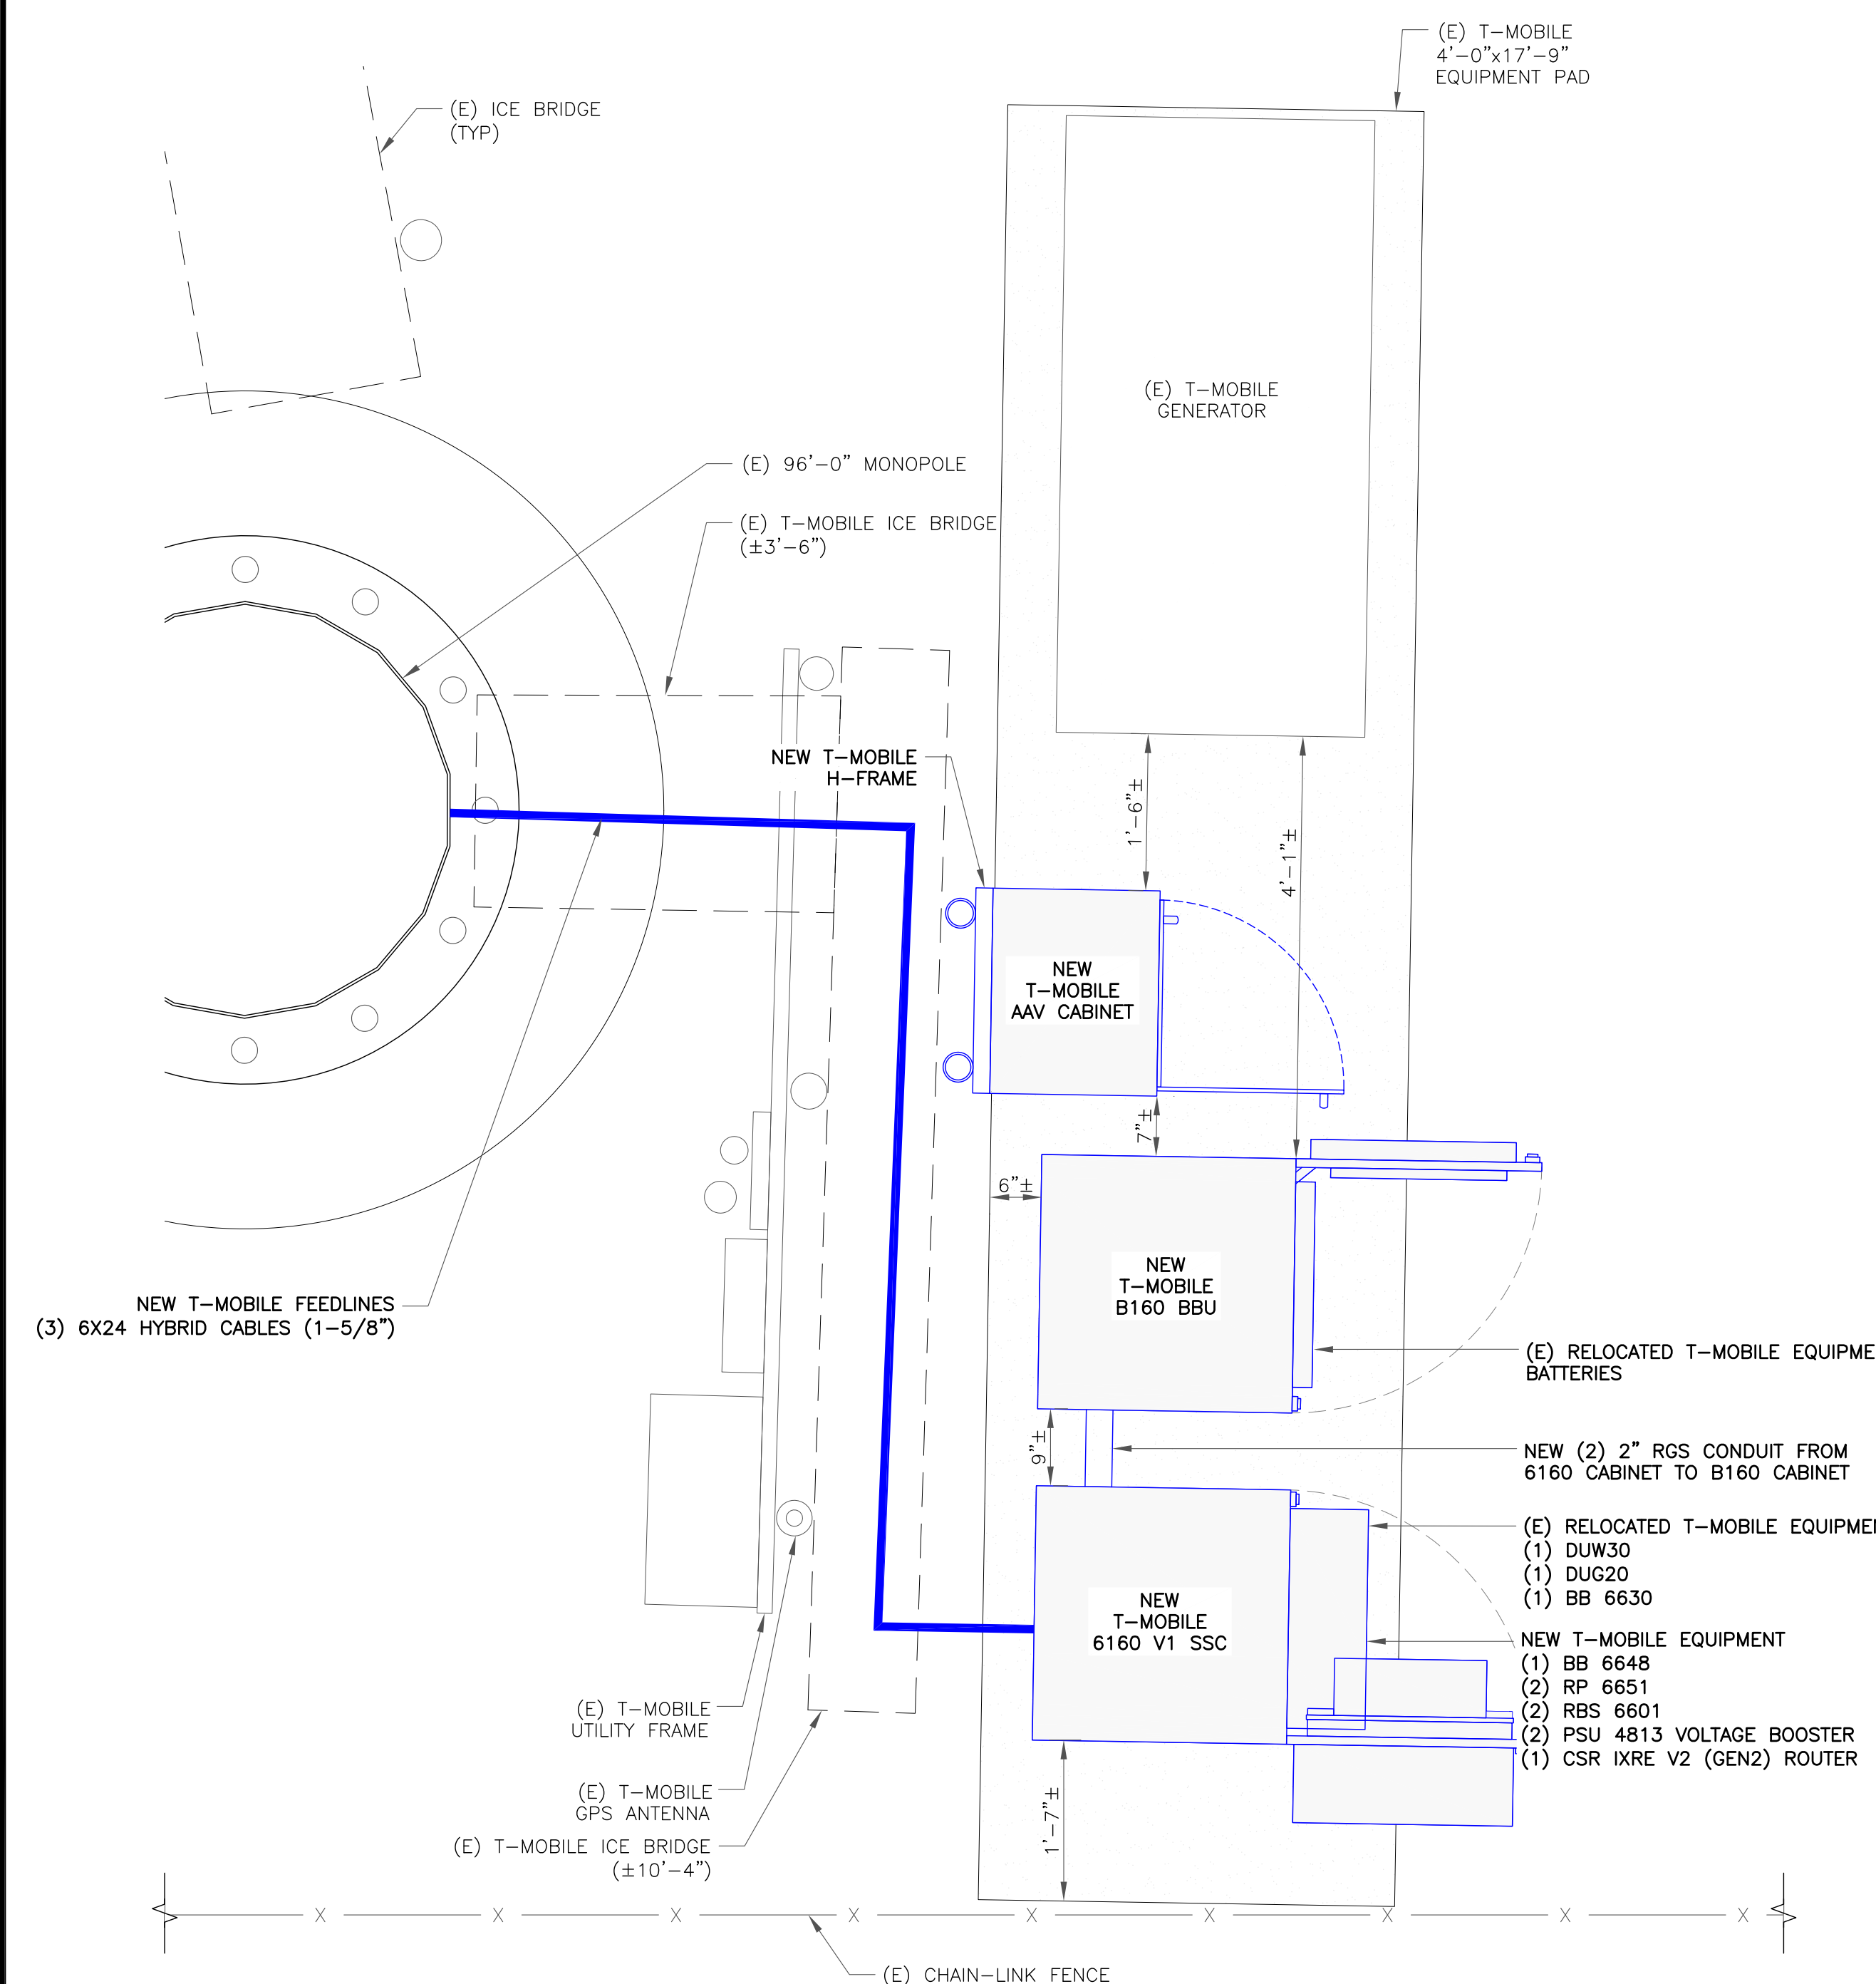 (E) T-MOBILE
4'-0"x17'-9"
EQUIPMENT PAD
(E) ICE BRIDGE
(TYP)
(E) T-MOBILE
GENERATOR
(E) 96'-0" MONOPOLE
(E) T-MOBILE ICE BRIDGE
(±3'-6")
NEW T-MOBILE
H-FRAME
1'-6"±
4'-1"±
NEW
T-MOBILE
AAV CABINET
7"±
6"±
NEW
T-MOBILE
B160 BBU
NEW T-MOBILE FEEDLINES
(3) 6X24 HYBRID CABLES (1-5/8")
(E) RELOCATED T-MOBILE EQUIPME
BATTERIES
9"±
NEW (2) 2" RGS CONDUIT FROM
6160 CABINET TO B160 CABINET
(E) RELOCATED T-MOBILE EQUIPME
(1) DUW30
(1) DUG20
(1) BB 6630
NEW
T-MOBILE
6160 V1 SSC
NEW T-MOBILE EQUIPMENT
(1) BB 6648
(2) RP 6651
(2) RBS 6601
(2) PSU 4813 VOLTAGE BOOSTER
(1) CSR IXRE V2 (GEN2) ROUTER
(E) T-MOBILE
UTILITY FRAME
(E) T-MOBILE
GPS ANTENNA
(E) T-MOBILE ICE BRIDGE
(±10'-4")
1'-7"±
X X X X X X X X X
(E) CHAIN-LINK FENCE